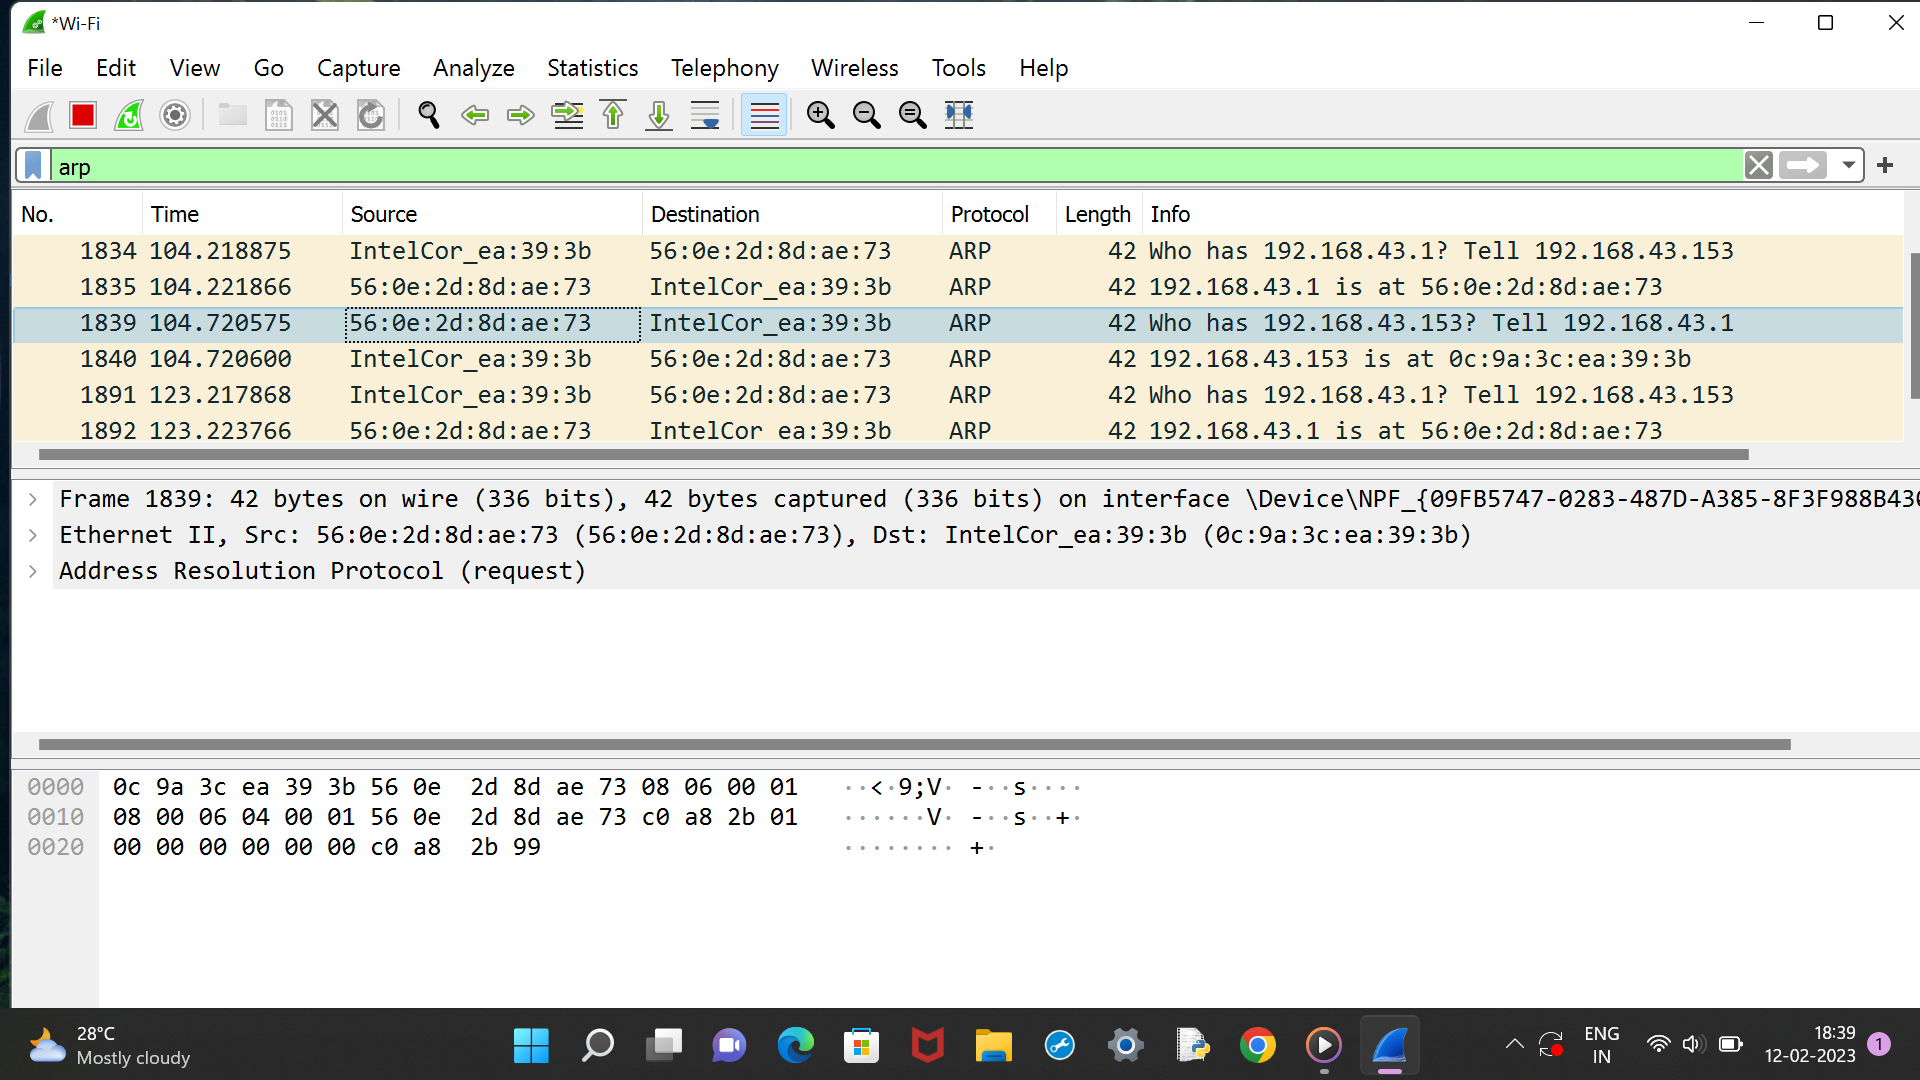 *Wi-Fi
File Edit View Go Capture Analyze Statistics Telephony Wireless Tools Help
arp
No. Time Source Destination Protocol Length Info
1834 104.218875 IntelCor_ea:39:3b 56:0e:2d:8d:ae:73 ARP 42 Who has 192.168.43.1? Tell 192.168.43.153
1835 104.221866 56:0e:2d:8d:ae:73 IntelCor_ea:39:3b ARP 42 192.168.43.1 is at 56:0e:2d:8d:ae:73
1839 104.720575 56:0e:2d:8d:ae:73 IntelCor_ea:39:3b ARP 42 Who has 192.168.43.153? Tell 192.168.43.1
1840 104.720600 IntelCor_ea:39:3b 56:0e:2d:8d:ae:73 ARP 42 192.168.43.153 is at 0c:9a:3c:ea:39:3b
1891 123.217868 IntelCor_ea:39:3b 56:0e:2d:8d:ae:73 ARP 42 Who has 192.168.43.1? Tell 192.168.43.153
1892 123.223766 56:0e:2d:8d:ae:73 IntelCor_ea:39:3b ARP 42 192.168.43.1 is at 56:0e:2d:8d:ae:73
Frame 1839: 42 bytes on wire (336 bits), 42 bytes captured (336 bits) on interface \Device\NPF_{09FB5747-0283-487D-A385-8F3F988B430
Ethernet II, Src: 56:0e:2d:8d:ae:73 (56:0e:2d:8d:ae:73), Dst: IntelCor_ea:39:3b (0c:9a:3c:ea:39:3b)
Address Resolution Protocol (request)
0000 0c 9a 3c ea 39 3b 56 0e 2d 8d ae 73 08 06 00 01 ··<·9;V· -··s····
0010 08 00 06 04 00 01 56 0e 2d 8d ae 73 c0 a8 2b 01 ······V· -··s··+·
0020 00 00 00 00 00 00 c0 a8 2b 99 ········ +·
28°C
Mostly cloudy
ENG
IN
18:39
12-02-2023
1